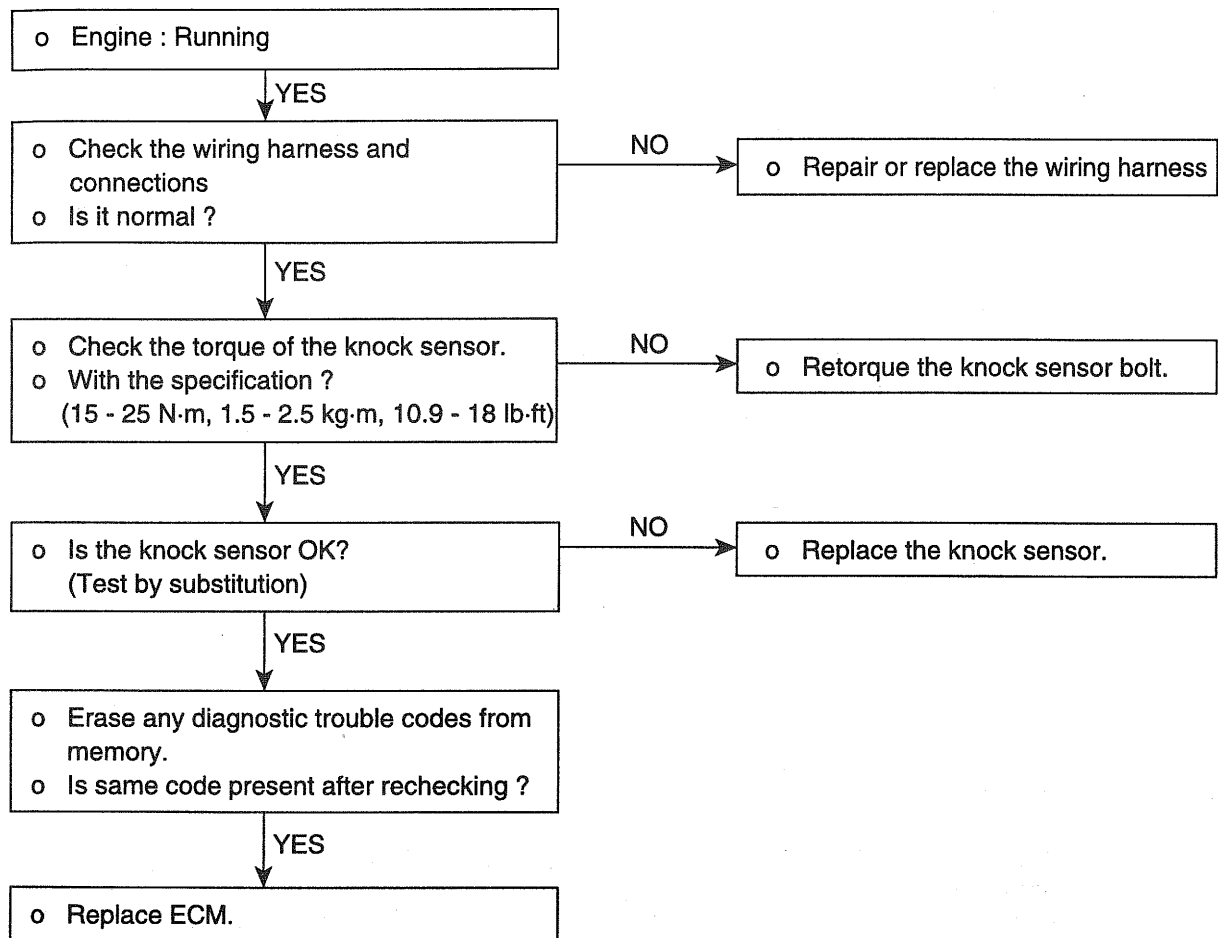 o Engine : Running
YES
o Check the wiring harness and
connections
o Is it normal ?
NO
o Repair or replace the wiring harness
YES
o Check the torque of the knock sensor.
o With the specification ?
(15 - 25 N·m, 1.5 - 2.5 kg·m, 10.9 - 18 lb·ft)
NO
o Retorque the knock sensor bolt.
YES
o Is the knock sensor OK?
(Test by substitution)
NO
o Replace the knock sensor.
YES
o Erase any diagnostic trouble codes from
memory.
o Is same code present after rechecking ?
YES
o Replace ECM.